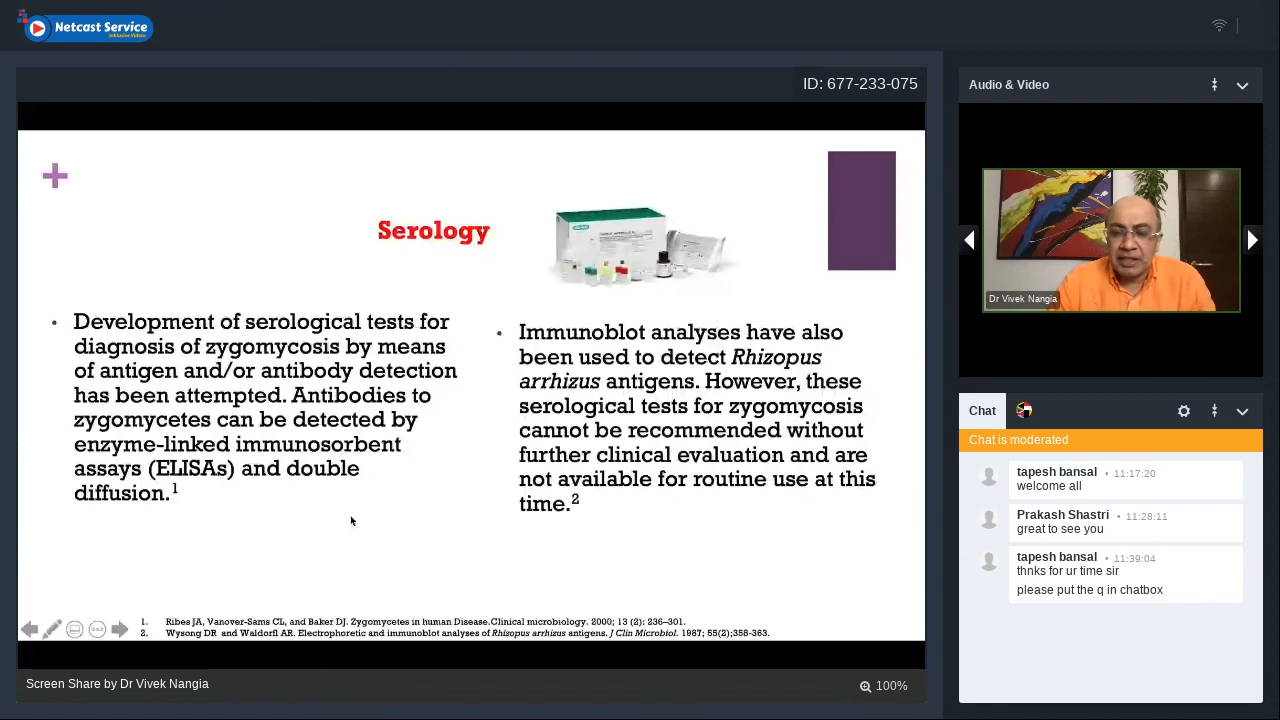 Netcast Service
ID: 677-233-075
Audio & Video
+
Serology
Development of serological tests for
diagnosis of zygomycosis by means
of antigen and/or antibody detection
has been attempted. Antibodies to
zygomycetes can be detected by
enzyme-linked immunosorbent
assays (ELISAs) and double
diffusion.1
Immunoblot analyses have also
been used to detect Rhizopus
arrhizus antigens. However, these
serological tests for zygomycosis
cannot be recommended without
further clinical evaluation and are
not available for routine use at this
time.2
1. Ribes JA, Vanover-Sams CL, and Baker DJ. Zygomycetes in human Disease.Clinical microbiology. 2000; 13 (2): 236–301.
2. Wysong DR and Waldorfl AR. Electrophoretic and immunoblot analyses of Rhisopus arrhizus antigens. J Clin Microbiol. 1987; 55(2);358-363.
Screen Share by Dr Vivek Nangia
100%
Dr Vivek Nangia
Chat
Chat is moderated
tapesh bansal • 11:17:20
welcome all
Prakash Shastri • 11:28:11
great to see you
tapesh bansal • 11:39:04
thnks for ur time sir
please put the q in chatbox